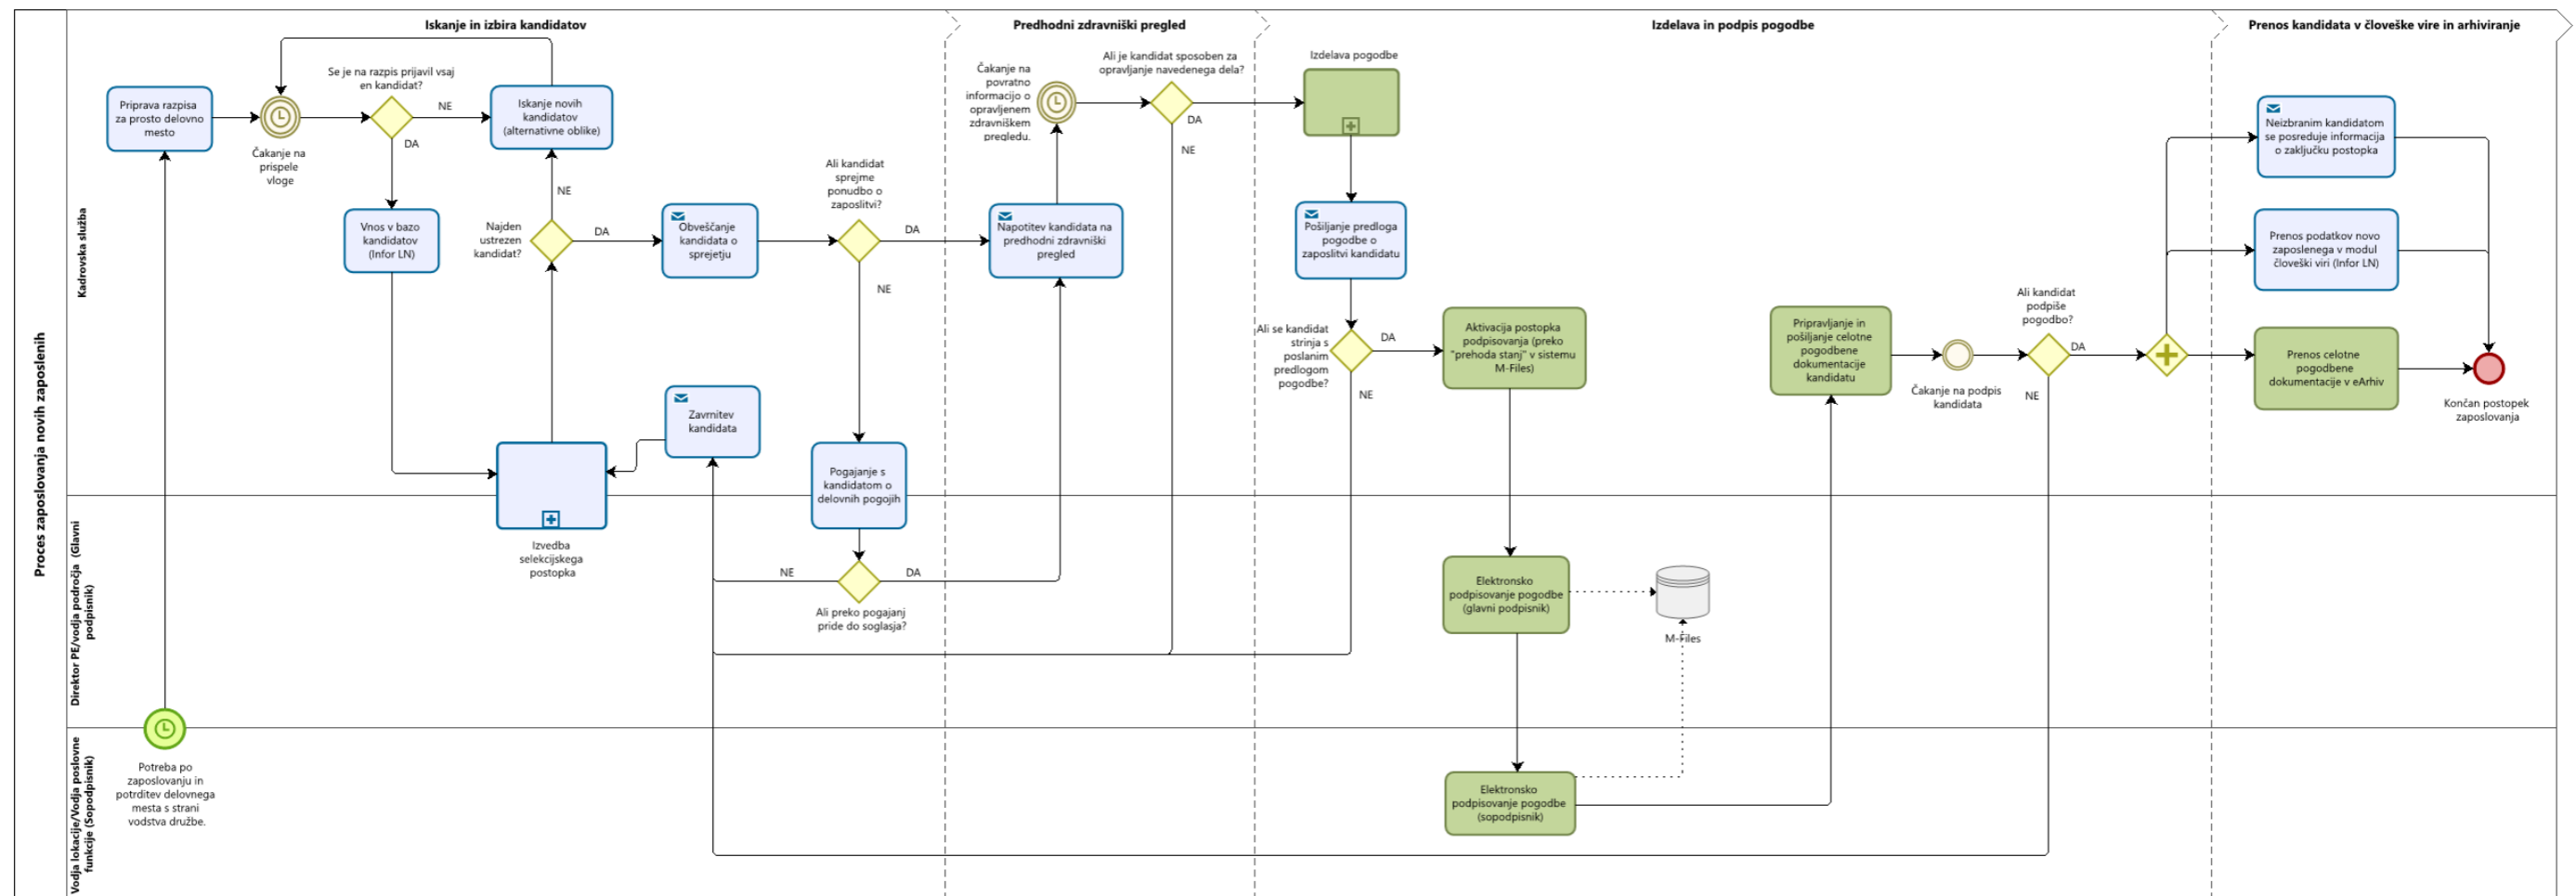 Proces zaposlovanja novih zaposlenih
Iskanje in izbira kandidatov
Predhodni zdravniški pregled
Izdelava in podpis pogodbe
Prenos kandidata v človeške vire in arhiviranje
Kadrovska služba
Direktor PE/vodja področja (Glavni
podpisnik)
Vodja lokacije/Vodja poslovne
funkcije (Sopodpisnik)
Potreba po
zaposlovanju in
potrditev delovnega
mesta s strani
vodstva družbe.
Priprava razpisa
za prosto delovno
mesto
Čakanje na
prispele
vloge
Se je na razpis prijavil vsaj
en kandidat?
NE
DA
Iskanje novih
kandidatov
(alternativne oblike)
Vnos v bazo
kandidatov
(Infor LN)
Izvedba
selekcijskega
postopka
Najden
ustrezen
kandidat?
NE
DA
Obveščanje
kandidata o
sprejetju
Zavrnitev
kandidata
Ali kandidat
sprejme
ponudbo o
zaposlitvi?
DA
NE
Pogajanje s
kandidatom o
delovnih pogojih
NE
DA
Ali preko pogajanj
pride do soglasja?
Napotitev kandidata na
predhodni zdravniški
pregled
Čakanje na
povratno
informacijo o
opravljenem
zdravniškem
pregledu.
Ali je kandidat sposoben za
opravljanje navedenega dela?
DA
NE
Izdelava pogodbe
Pošiljanje predloga
pogodbe o
zaposlitvi kandidatu
Ali se kandidat
strinja s
poslanim
predlogom
pogodbe?
DA
NE
Aktivacija postopka
podpisovanja (preko
"prehoda stanj" v sistemu
M-Files)
Elektronsko
podpisovanje pogodbe
(glavni podpisnik)
M-Files
Elektronsko
podpisovanje pogodbe
(sopodpisnik)
Pripravljanje in
pošiljanje celotne
pogodbene
dokumentacije
kandidatu
Čakanje na podpis
kandidata
Ali kandidat
podpiše
pogodbo?
DA
NE
Neizbranim kandidatom
se posreduje informacija
o zaključku postopka
Prenos podatkov novo
zaposlenega v modul
človeški viri (Infor LN)
Prenos celotne
pogodbene
dokumentacije v eArhiv
Končan postopek
zaposlovanja